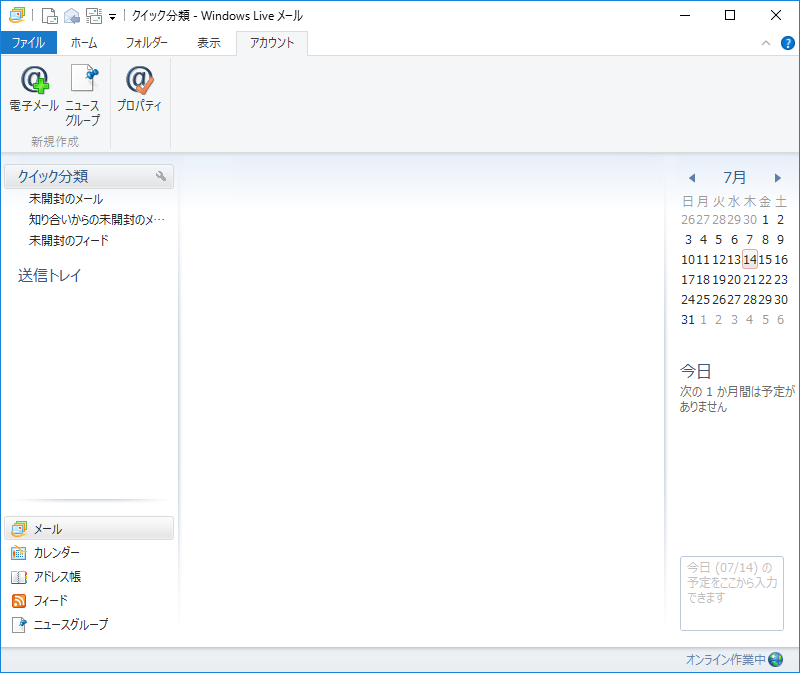 クイック分類 - Windows Live メール
ファイル ホーム フォルダー 表示 アカウント
電子メール
ニュース
グループ
プロパティ
新規作成
クイック分類
未開封のメール
知り合いからの未開封のメ…
未開封のフィード
送信トレイ
メール
カレンダー
アドレス帳
フィード
ニュースグループ
7月
日 月 火 水 木 金 土
26 27 28 29 30 1 2
3 4 5 6 7 8 9
10 11 12 13 14 15 16
17 18 19 20 21 22 23
24 25 26 27 28 29 30
31 1 2 3 4 5 6
今日
次の 1 か月間は予定が
ありません
今日 (07/14) の
予定をここから入力
できます
オンライン作業中